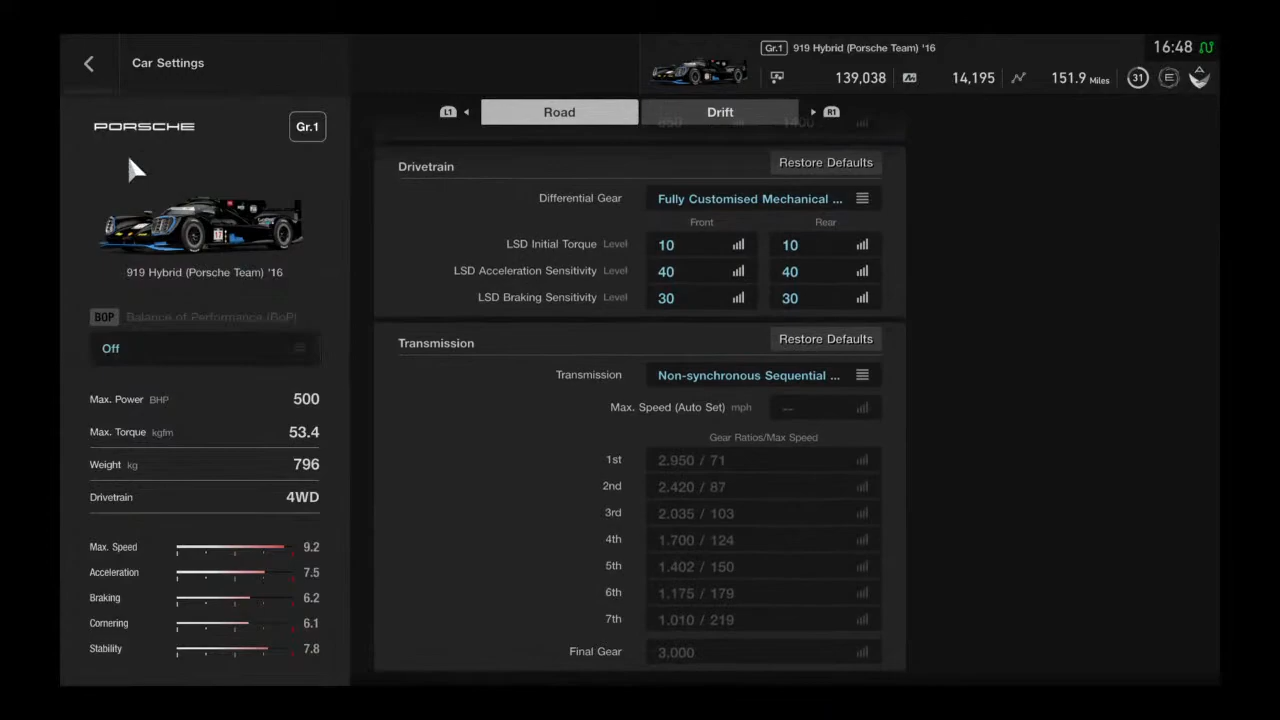 Car Settings
Gr.1 919 Hybrid (Porsche Team) '16
16:48
139,038 14,195 151.9 Miles 31 E
L1 Road Drift R1
PORSCHE Gr.1
850 1400
Drivetrain Restore Defaults
Differential Gear Fully Customised Mechanical ...
Front Rear
LSD Initial Torque Level 10 10
LSD Acceleration Sensitivity Level 40 40
LSD Braking Sensitivity Level 30 30
919 Hybrid (Porsche Team) '16
BOP Balance of Performance (BoP)
Off
Transmission Restore Defaults
Transmission Non-synchronous Sequential ...
Max. Speed (Auto Set) mph --
Gear Ratios/Max Speed
1st 2.950 / 71
2nd 2.420 / 87
3rd 2.035 / 103
4th 1.700 / 124
5th 1.402 / 150
6th 1.175 / 179
7th 1.010 / 219
Final Gear 3.000
Max. Power BHP 500
Max. Torque kgfm 53.4
Weight kg 796
Drivetrain 4WD
Max. Speed 9.2
Acceleration 7.5
Braking 6.2
Cornering 6.1
Stability 7.8